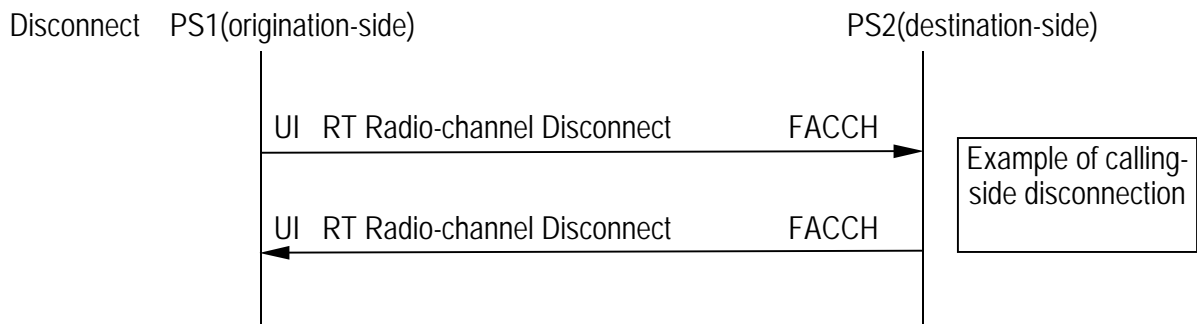 Disconnect PS1(origination-side) PS2(destination-side)
UI RT Radio-channel Disconnect FACCH
Example of calling-
side disconnection
UI RT Radio-channel Disconnect FACCH